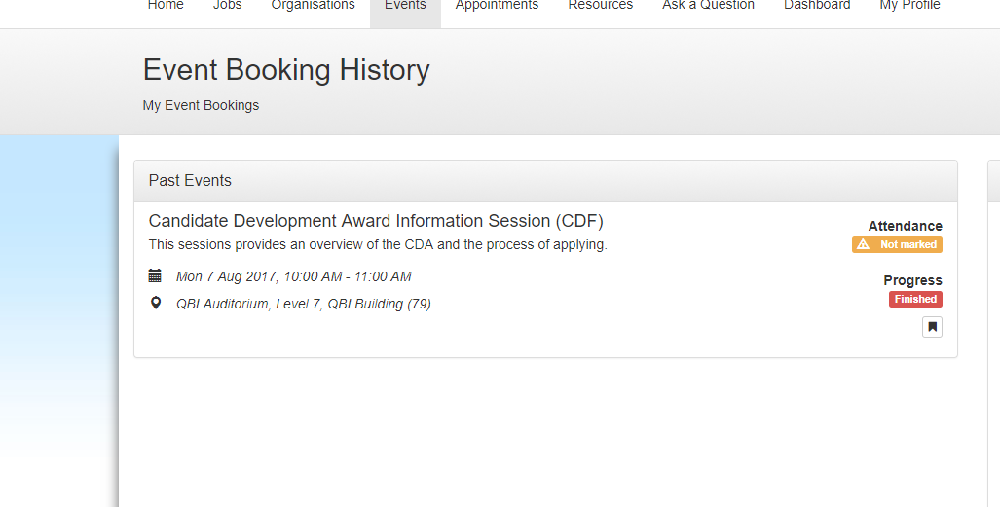 Home Jobs Organisations Events Appointments Resources Ask a Question Dashboard My Profile
Event Booking History
My Event Bookings
Past Events
Candidate Development Award Information Session (CDF)
This sessions provides an overview of the CDA and the process of applying.
Mon 7 Aug 2017, 10:00 AM - 11:00 AM
QBI Auditorium, Level 7, QBI Building (79)
Attendance
Not marked
Progress
Finished